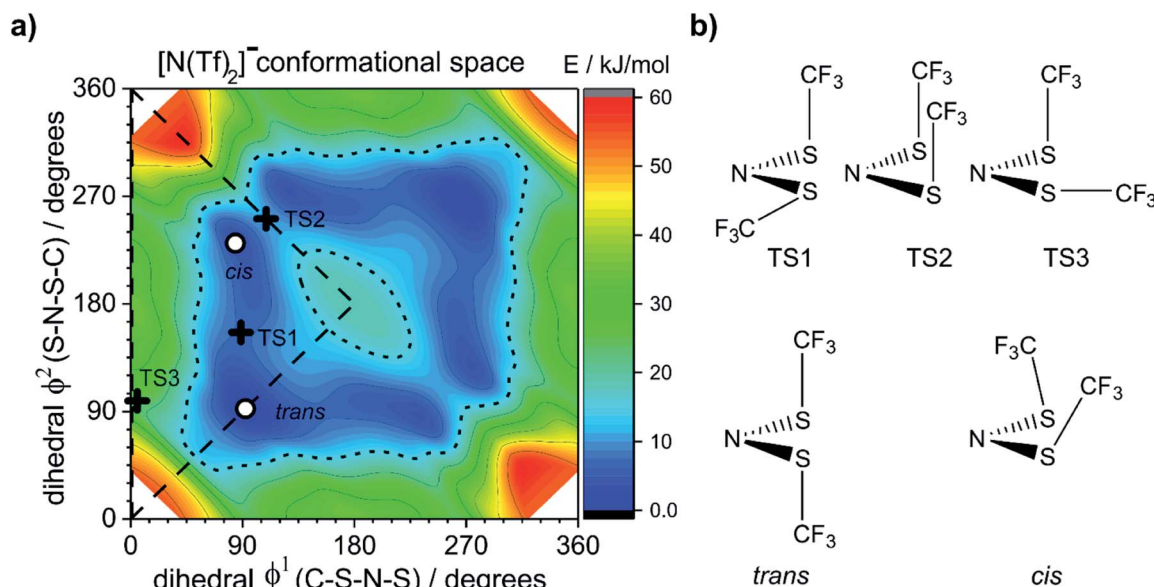 a)
[N(Tf)₂]⁻ conformational space
E / kJ/mol
360
270
180
90
0
dihedral ϕ² (S-N-S-C) / degrees
TS2
cis
TS1
TS3
trans
0
90
180
270
360
dihedral ϕ¹ (C-S-N-S) / degrees
60
50
40
30
20
10
0.0
b)
CF₃
N
S
S
F₃C
TS1
CF₃
CF₃
N
S
S
TS2
CF₃
N
S
S
CF₃
TS3
CF₃
N
S
S
CF₃
trans
F₃C
CF₃
N
S
S
cis